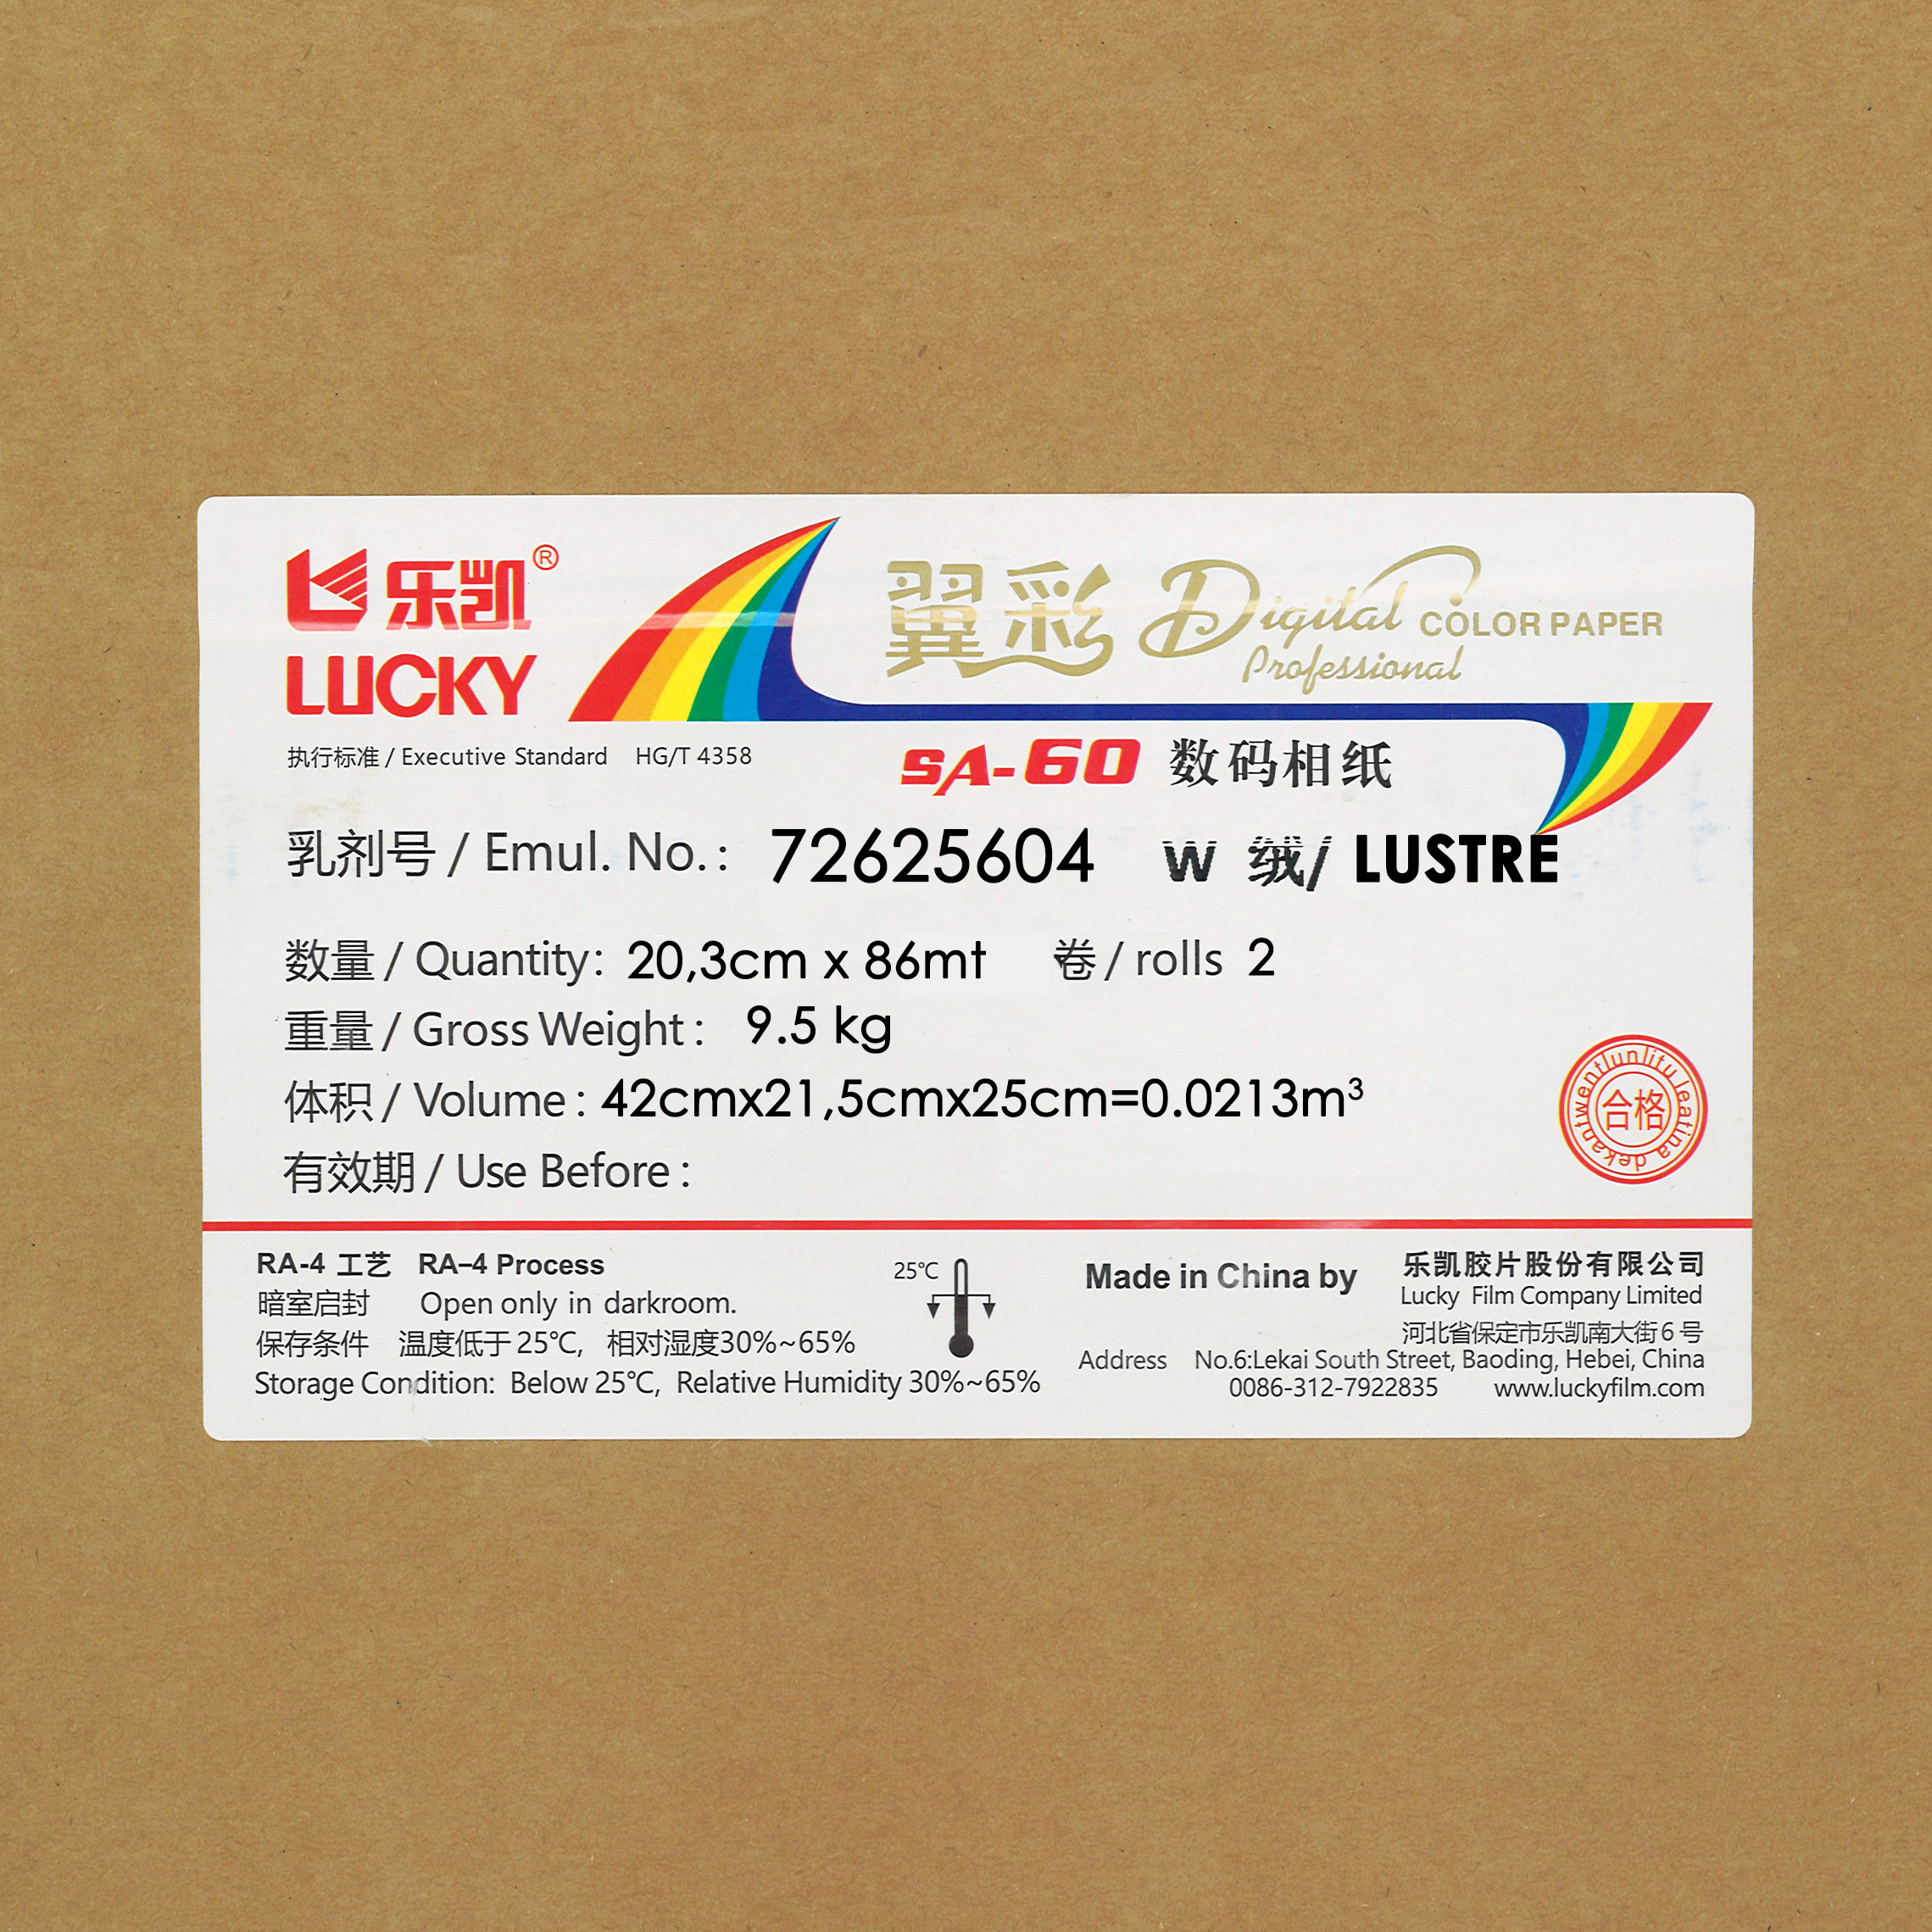 乐凯®
LUCKY
翼彩 Digital COLOR PAPER
Professional
执行标准 / Executive Standard HG/T 4358
SA-60 数码相纸
乳剂号 / Emul. No. : 72625604 W 绒/ LUSTRE
数量 / Quantity: 20,3cm x 86mt 卷 / rolls 2
重量 / Gross Weight : 9.5 kg
体积 / Volume : 42cmx21,5cmx25cm=0.0213m³
有效期 / Use Before :
合格
RA-4 工艺 RA–4 Process
暗室启封 Open only in darkroom.
保存条件 温度低于 25℃, 相对湿度30%~65%
Storage Condition: Below 25℃, Relative Humidity 30%~65%
25℃
Made in China by 乐凯胶片股份有限公司
Lucky Film Company Limited
河北省保定市乐凯南大街 6 号
Address No.6:Lekai South Street, Baoding, Hebei, China
0086-312-7922835 www.luckyfilm.com